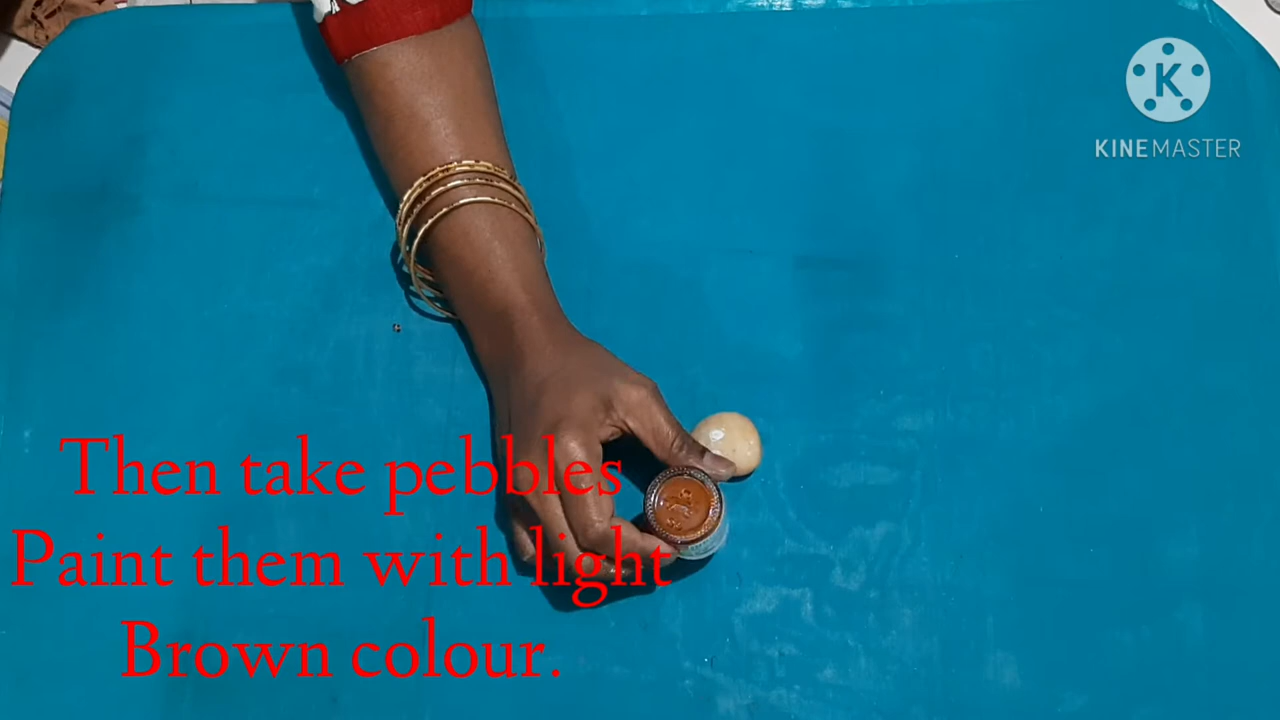 KINEMASTER
Then take pebbles
Paint them with light
Brown colour.